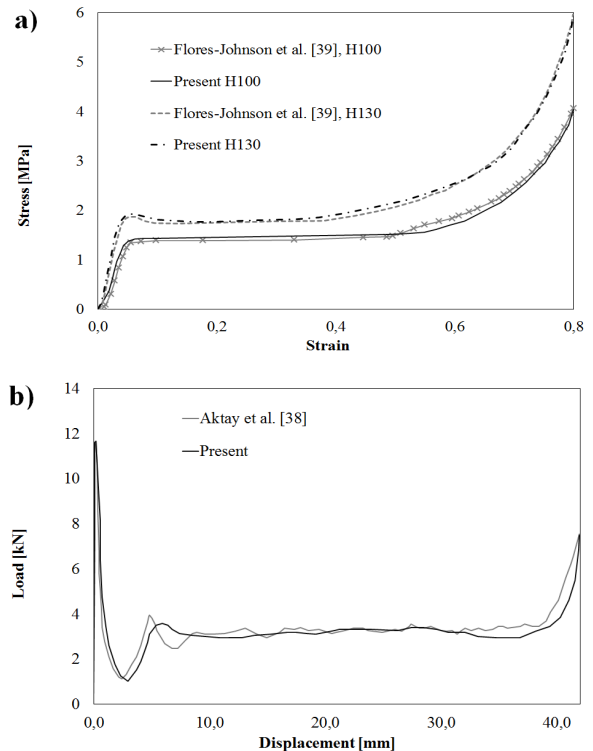 a)
6
5
4
3
2
1
0
Stress [MPa]
Flores-Johnson et al. [39], H100
Present H100
Flores-Johnson et al. [39], H130
Present H130
0,0
0,2
0,4
0,6
0,8
Strain
b)
14
12
10
8
6
4
2
0
Load [kN]
Aktay et al. [38]
Present
0,0
10,0
20,0
30,0
40,0
Displacement [mm]